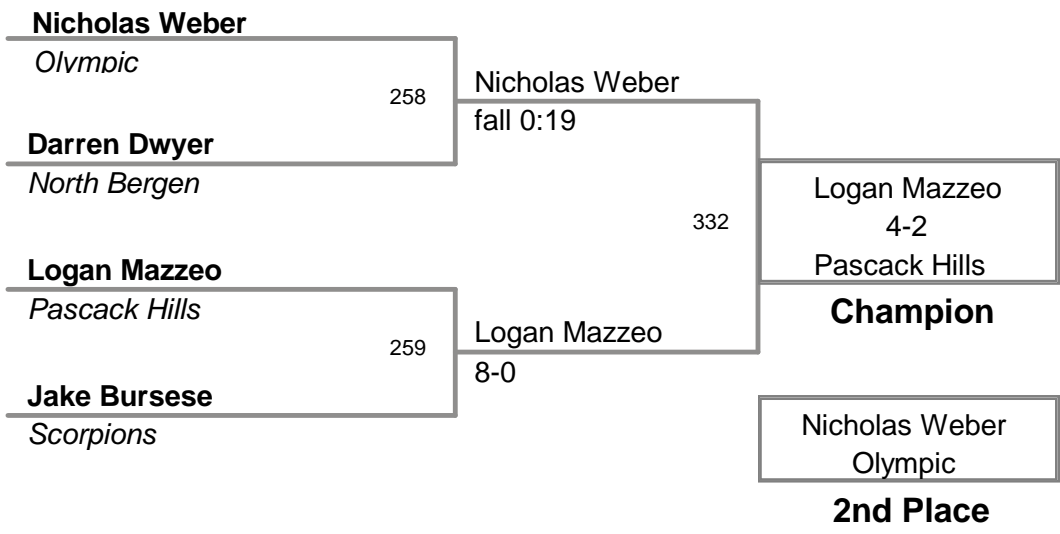 Nicholas Weber
Olympic
258
Nicholas Weber
fall 0:19
Darren Dwyer
North Bergen
332
Logan Mazzeo
4-2
Pascack Hills
Champion
Logan Mazzeo
Pascack Hills
259
Logan Mazzeo
8-0
Jake Bursese
Scorpions
Nicholas Weber
Olympic
2nd Place